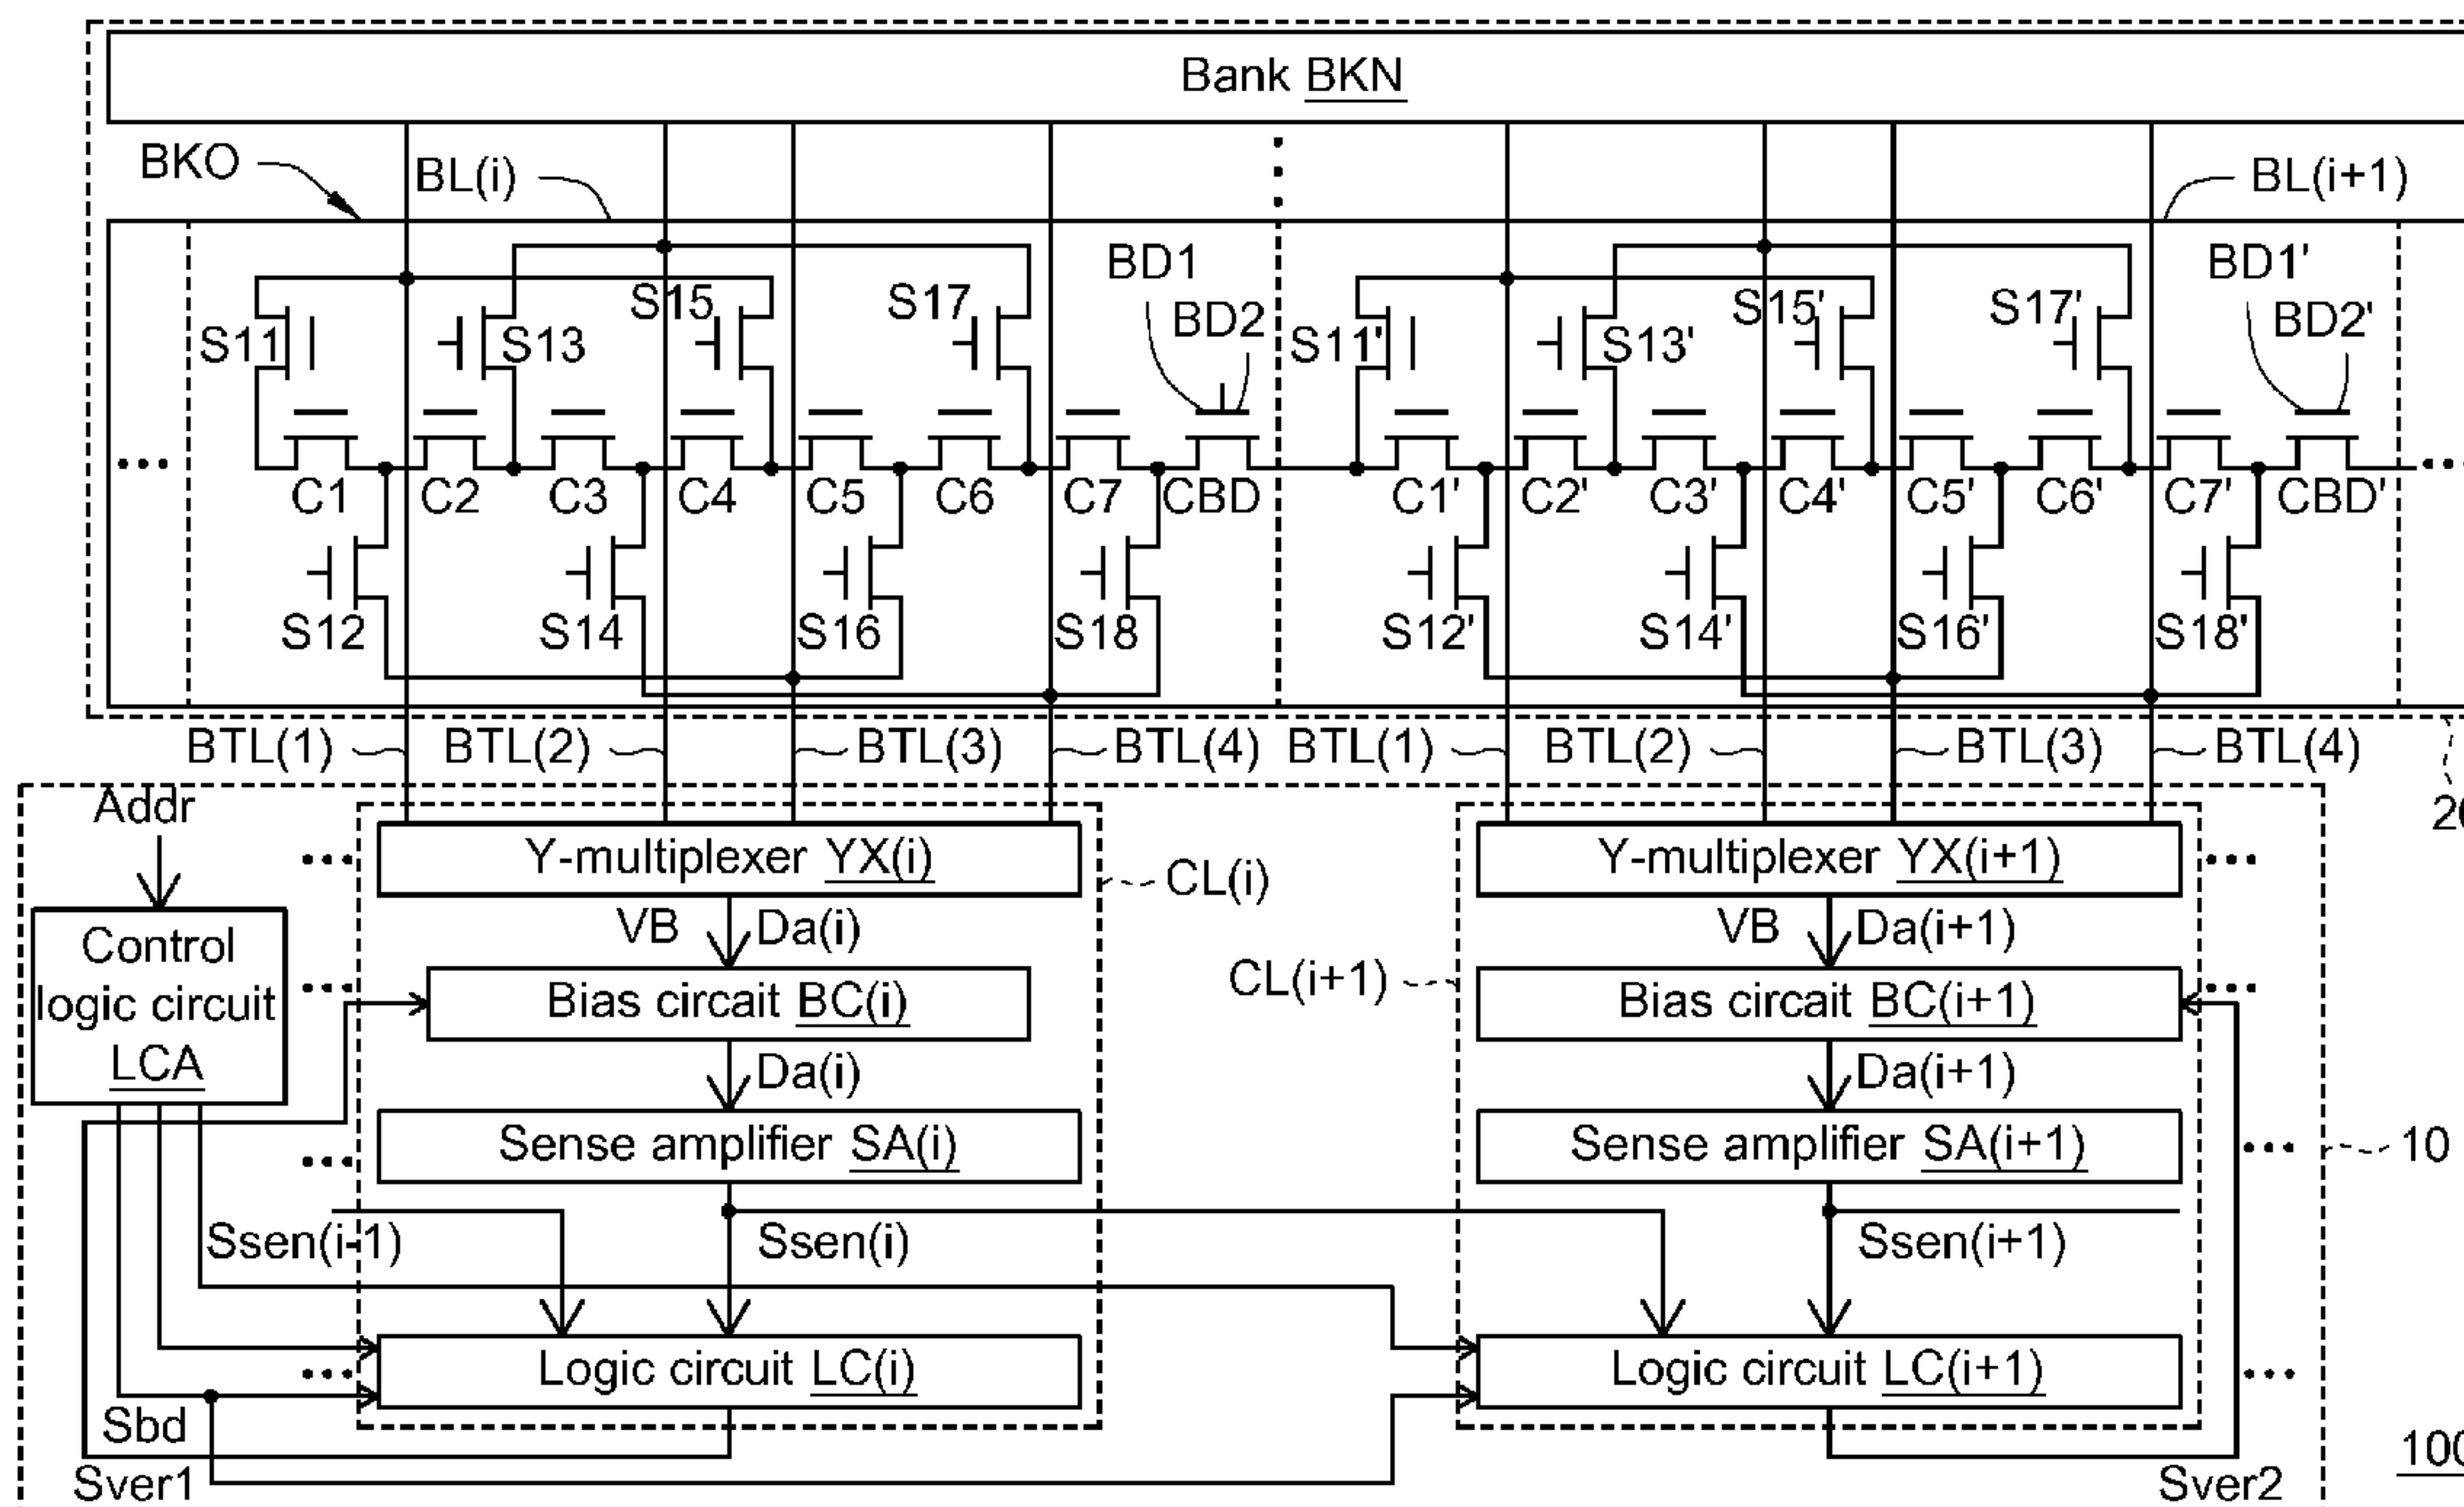 Bank BKN
BKO
BL(i)
BL(i+1)
BD1
BD2
BD1'
BD2'
S11
S13
S15
S17
S11'
S13'
S15'
S17'
C1
C2
C3
C4
C5
C6
C7
CBD
C1'
C2'
C3'
C4'
C5'
C6'
C7'
CBD'
S12
S14
S16
S18
S12'
S14'
S16'
S18'
BTL(1)
BTL(2)
BTL(3)
BTL(4)
BTL(1)
BTL(2)
BTL(3)
BTL(4)
Addr
Control
logic circuit
LCA
Y-multiplexer YX(i)
CL(i)
Y-multiplexer YX(i+1)
VB
Da(i)
VB
Da(i+1)
Bias circait BC(i)
CL(i+1)
Bias circait BC(i+1)
Da(i)
Da(i+1)
Sense amplifier SA(i)
Sense amplifier SA(i+1)
10
Ssen(i-1)
Ssen(i)
Ssen(i+1)
Logic circuit LC(i)
Logic circuit LC(i+1)
Sbd
Sver1
Sver2